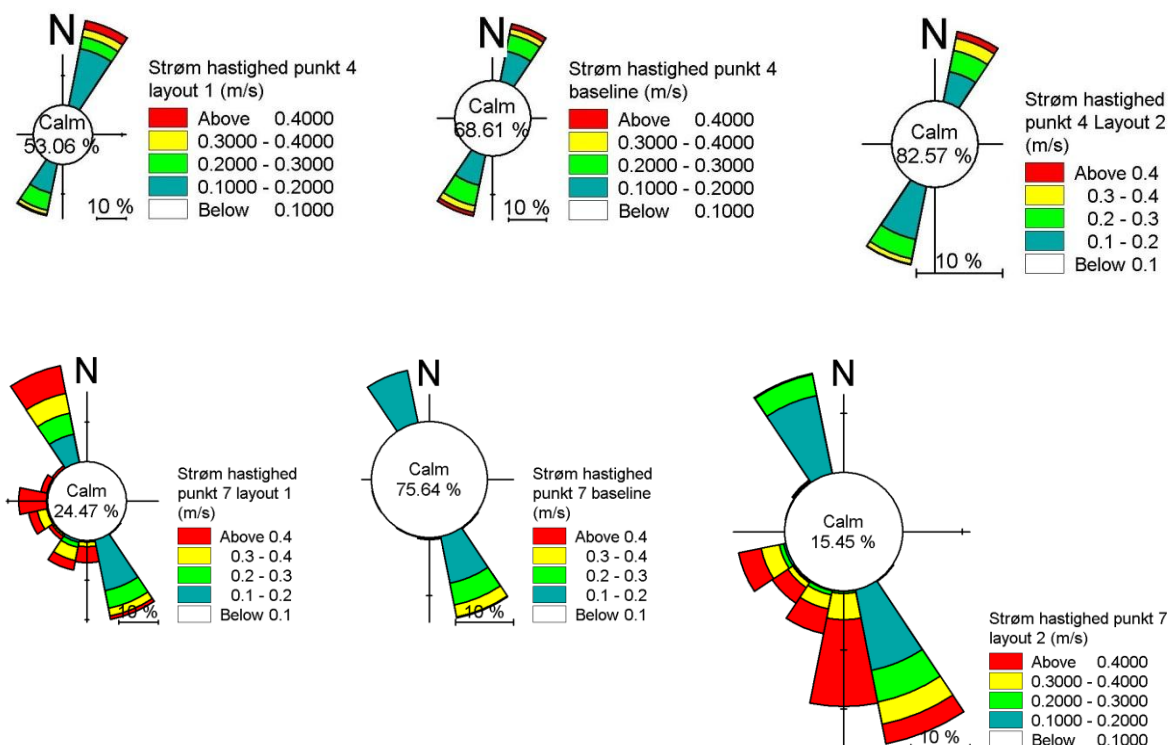 N
Calm
53.06 %
10 %
Strøm hastighed punkt 4
layout 1 (m/s)
Above 0.4000
0.3000 - 0.4000
0.2000 - 0.3000
0.1000 - 0.2000
Below 0.1000
N
Calm
68.61 %
10 %
Strøm hastighed punkt 4
baseline (m/s)
Above 0.4000
0.3000 - 0.4000
0.2000 - 0.3000
0.1000 - 0.2000
Below 0.1000
N
Calm
82.57 %
10 %
Strøm hastighed
punkt 4 Layout 2
(m/s)
Above 0.4
0.3 - 0.4
0.2 - 0.3
0.1 - 0.2
Below 0.1
N
Calm
24.47 %
10 %
Strøm hastighed
punkt 7 layout 1
(m/s)
Above 0.4
0.3 - 0.4
0.2 - 0.3
0.1 - 0.2
Below 0.1
N
Calm
75.64 %
10 %
Strøm hastighed
punkt 7 baseline
(m/s)
Above 0.4
0.3 - 0.4
0.2 - 0.3
0.1 - 0.2
Below 0.1
N
Calm
15.45 %
10 %
Strøm hastighed punkt 7
layout 2 (m/s)
Above 0.4000
0.3000 - 0.4000
0.2000 - 0.3000
0.1000 - 0.2000
Below 0.1000